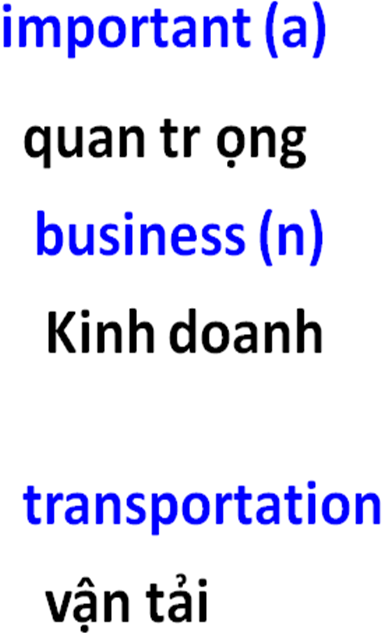 important (a)
quan tr ọng
business (n)
Kinh doanh
transportation
vận tải